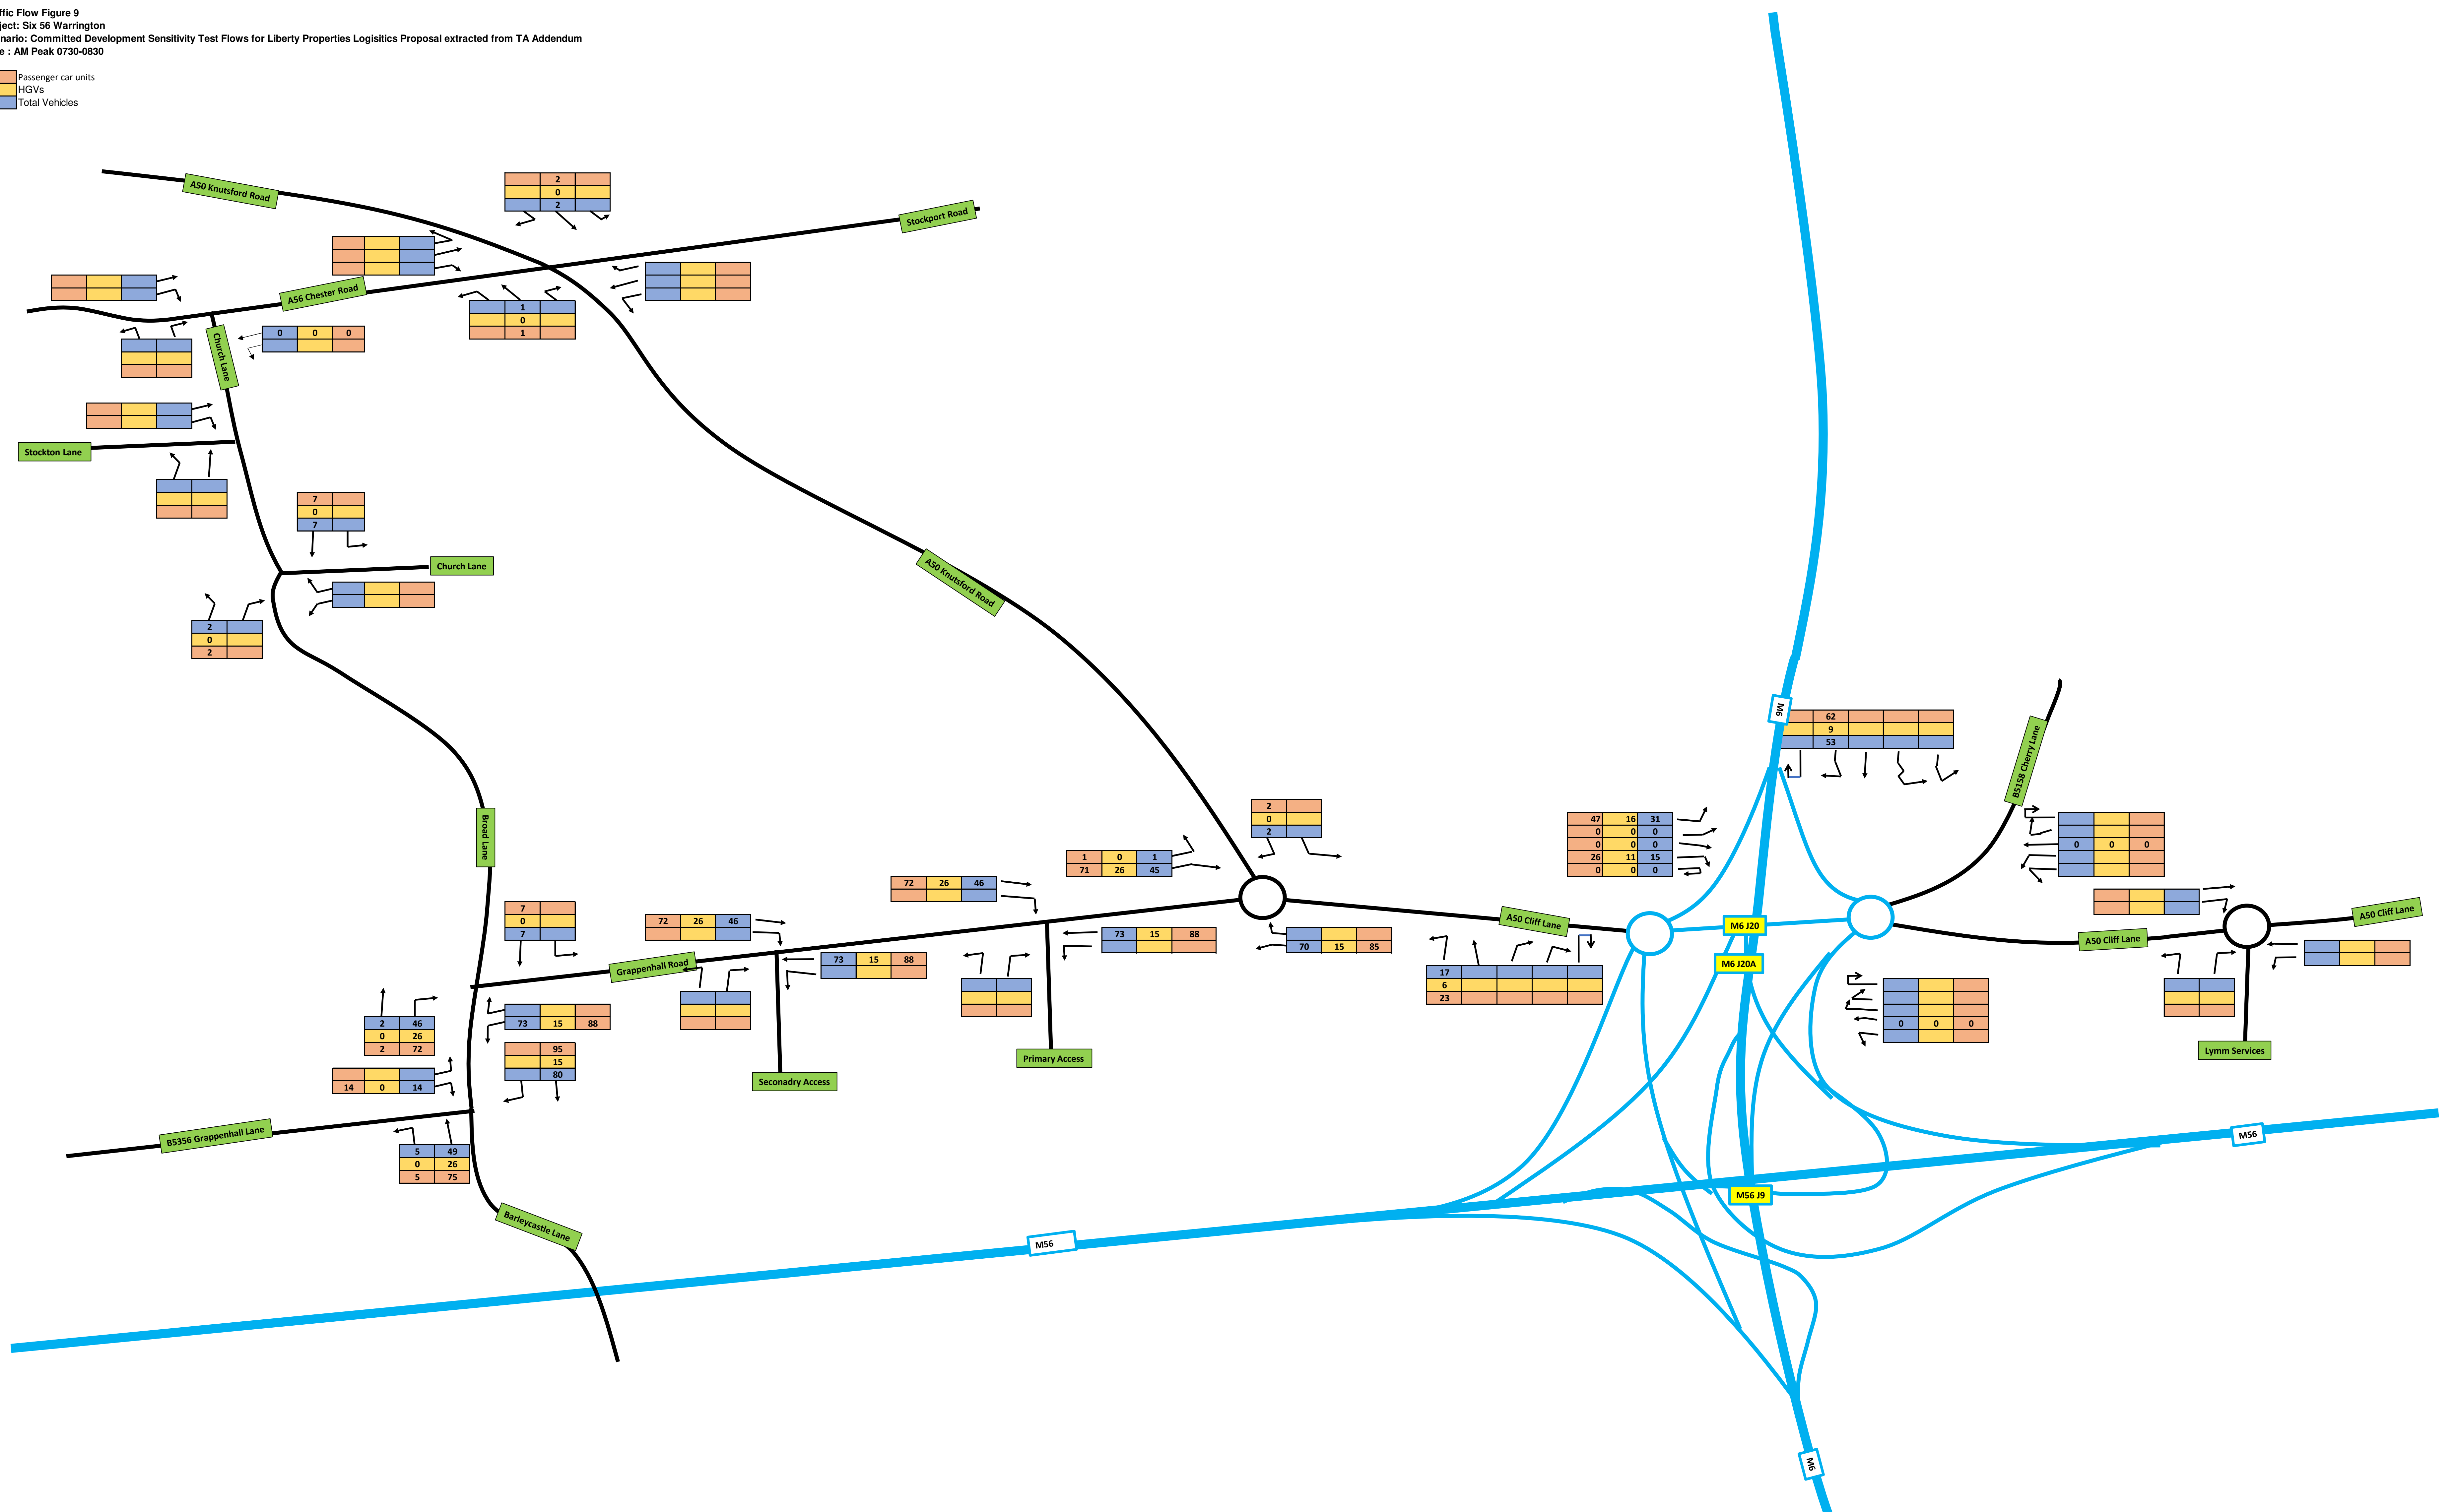 ffic Flow Figure 9
ject: Six 56 Warrington
nario: Committed Development Sensitivity Test Flows for Liberty Properties Logisitics Proposal extracted from TA Addendum
e : AM Peak 0730-0830
Passenger car units
HGVs
Total Vehicles
A50 Knutsford Road
2
0
2
Stockport Road
A56 Chester Road
1
0
1
0 0 0
Church Lane
Stockton Lane
7
0
7
Church Lane
2
0
2
A50 Knutsford Road
M6
62
9
53
B5158 Cherry Lane
Broad Lane
2
0
2
47 16 31
0 0 0
0 0 0
26 11 15
0 0 0
0 0 0
1 0 1
71 26 45
72 26 46
7
0
7
72 26 46
A50 Cliff Lane
M6 J20
A50 Cliff Lane
A50 Cliff Lane
73 15 88
70 15 85
Grappenhall Road
73 15 88
M6 J20A
17
6
23
2 46
0 26
2 72
73 15 88
0 0 0
95
15
80
14 0 14
Primary Access
Seconadry Access
Lymm Services
B5356 Grappenhall Lane
5 49
0 26
5 75
M56
M56 J9
Barleycastle Lane
M56
M6